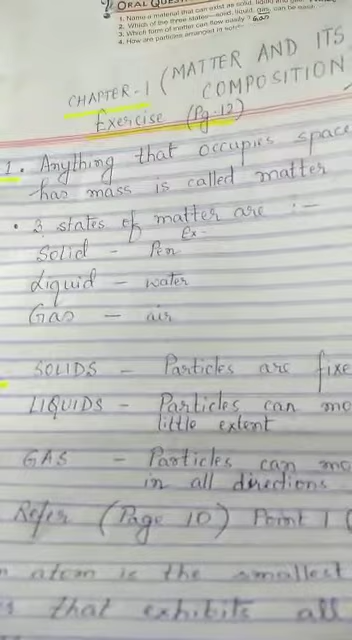 ORAL QUES
1. Name a material that can exist as solid, liquid and gas
2. Which of the three states—solid, liquid, gas, can be easil
3. Which form of matter can flow easily? Gas
4. How are particles arranged in soli
CHAPTER-1 (MATTER AND ITS
COMPOSITION)
Exercise (Pg-12)
1. Anything that occupies space
has mass is called matter
• 3 states of matter are :-
Ex-
Solid - Pen
Liquid - water
Gas - air
SOLIDS - Particles are fixe
LIQUIDS - Particles can mo
little extent
GAS - Particles can mo
in all directions
Refer (Page 10) Point 1 (
n atom is the smallest
that exhibits all